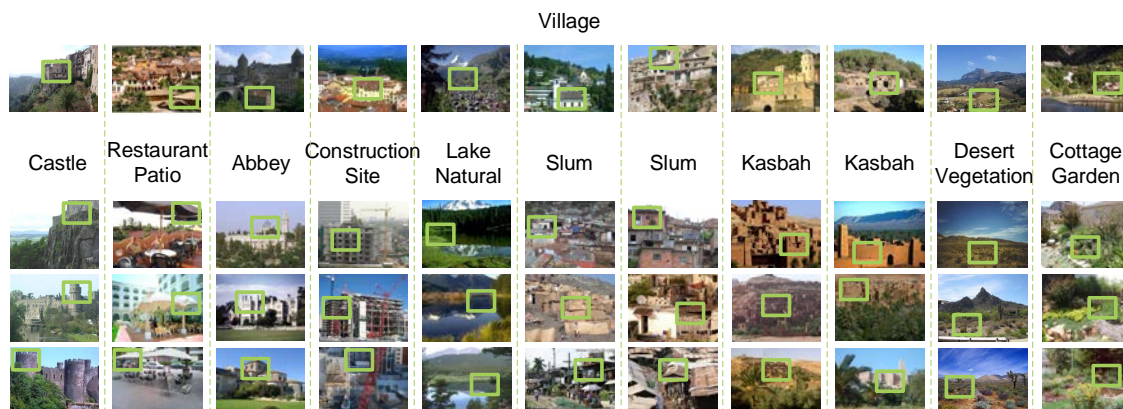 Village
Castle
Restaurant
Patio
Abbey
Construction
Site
Lake
Natural
Slum
Slum
Kasbah
Kasbah
Desert
Vegetation
Cottage
Garden